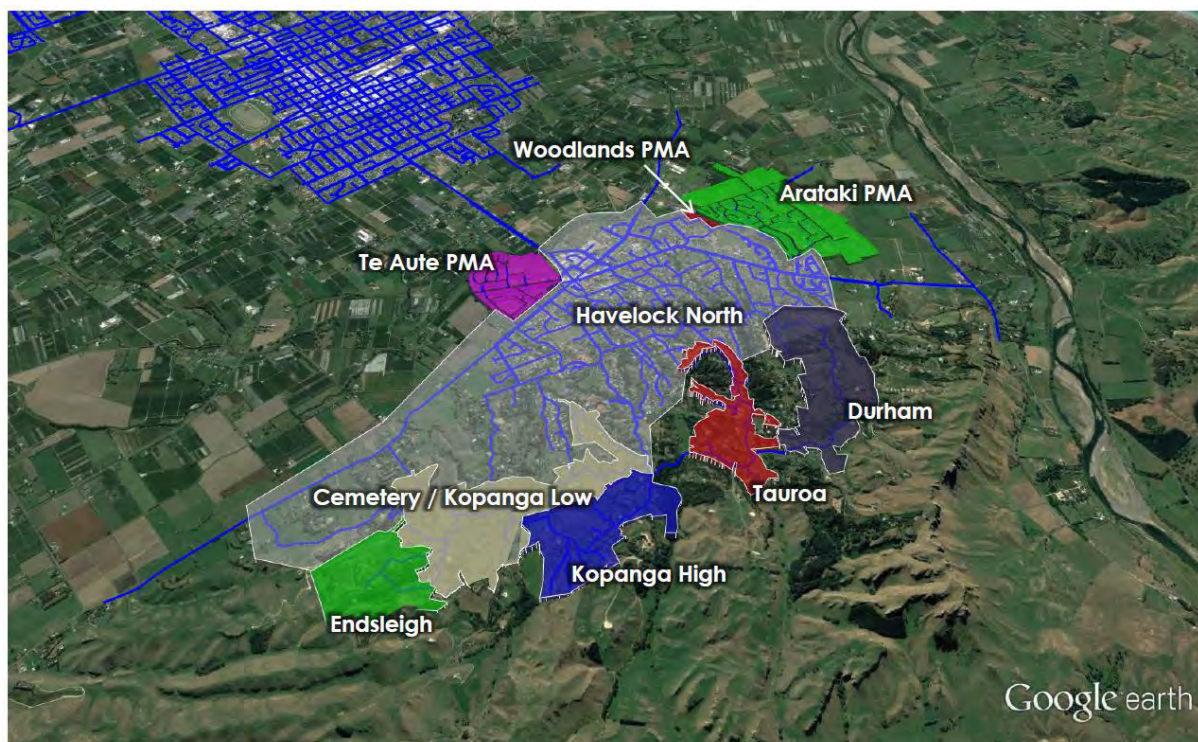 Woodlands PMA
Arataki PMA
Te Aute PMA
Havelock North
Durham
Cemetery / Kopanga Low
Tauroa
Kopanga High
Endsleigh
Google earth